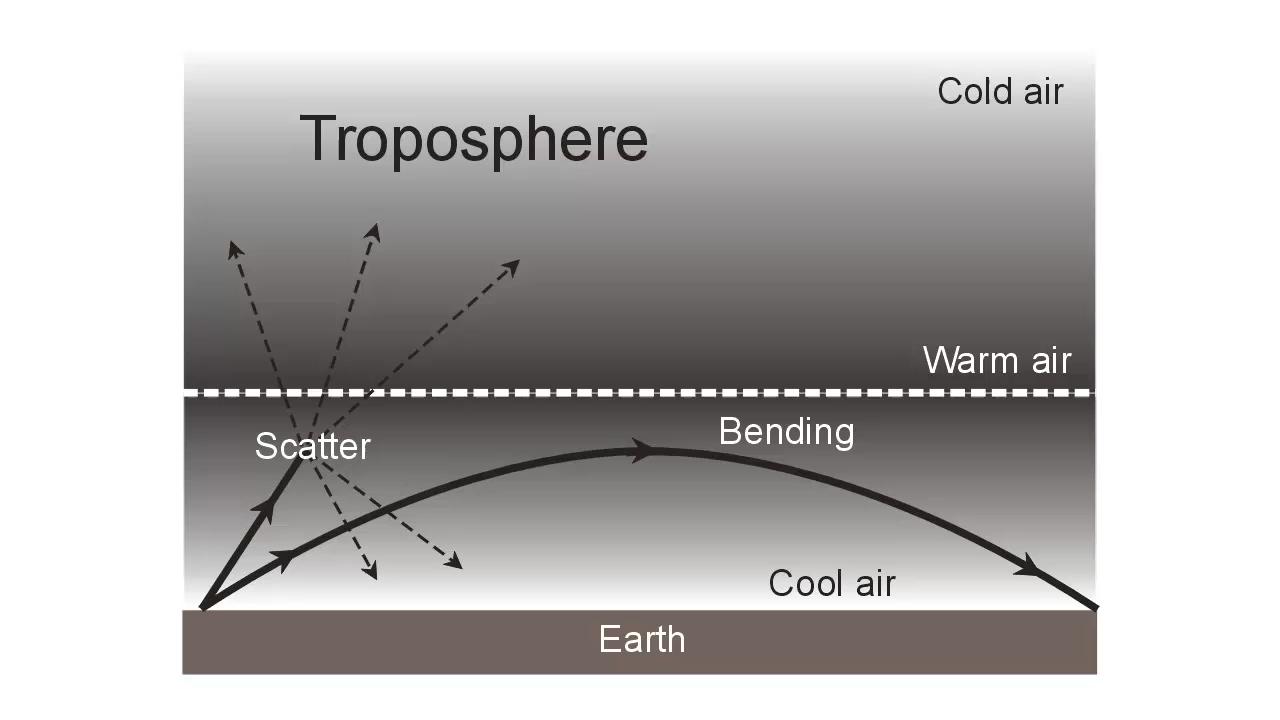 Cold air
Troposphere
Warm air
Bending
Scatter
Cool air
Earth